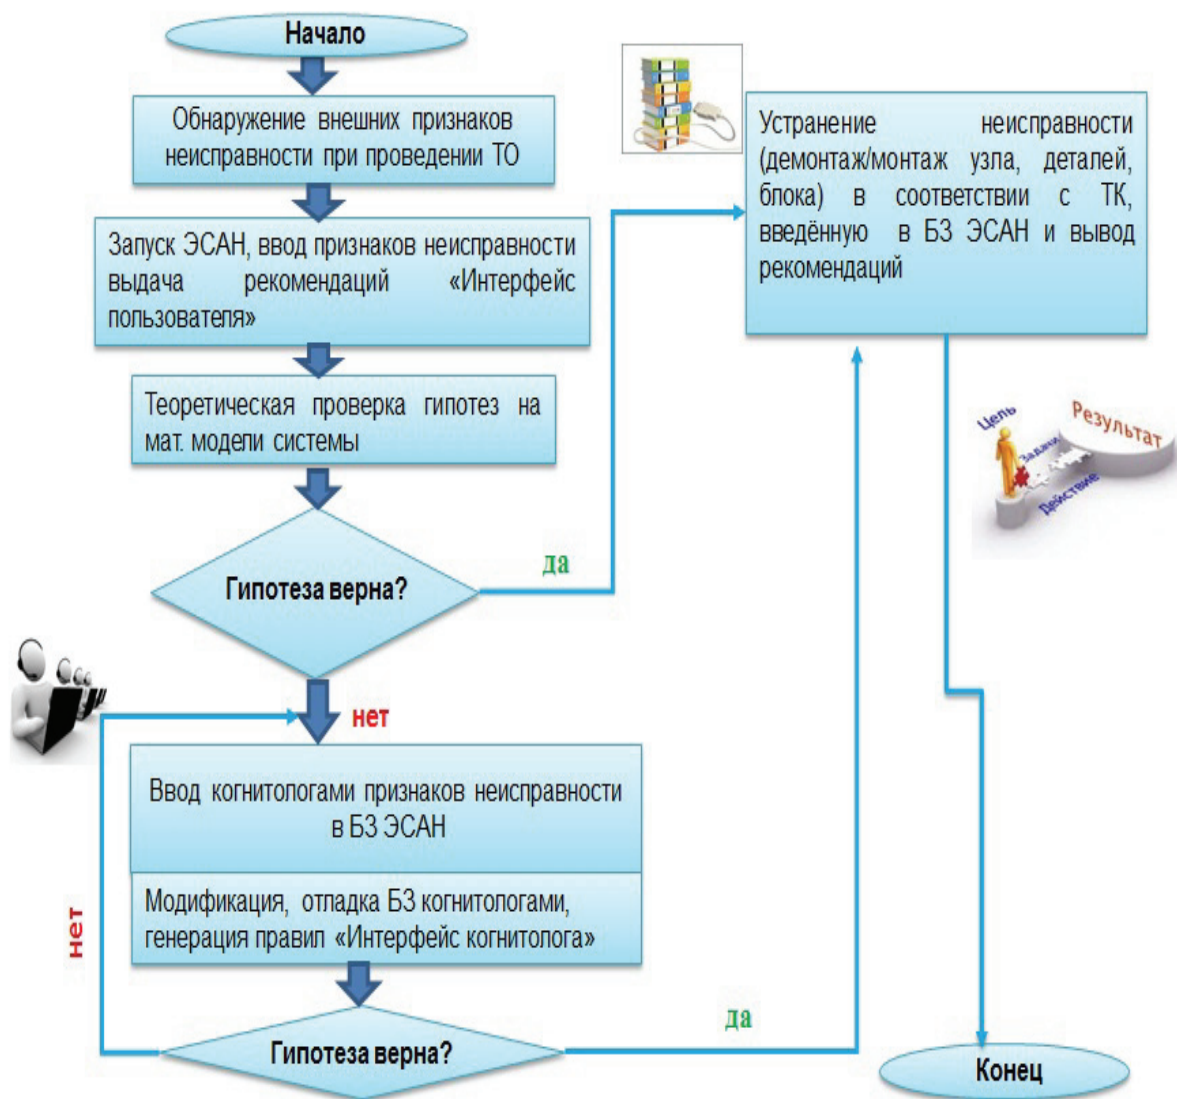 Начало
Обнаружение внешних признаков
неисправности при проведении ТО
Запуск ЭСАН, ввод признаков неисправности
выдача рекомендаций «Интерфейс
пользователя»
Теоретическая проверка гипотез на
мат. модели системы
Гипотеза верна?
да
Устранение неисправности
(демонтаж/монтаж узла, деталей,
блока) в соответствии с ТК,
введённую в БЗ ЭСАН и вывод
рекомендаций
Цель
Задачи
Действие
Результат
нет
Ввод когнитологами признаков неисправности
в БЗ ЭСАН
Модификация, отладка БЗ когнитологами,
генерация правил «Интерфейс когнитолога»
нет
Гипотеза верна?
да
Конец